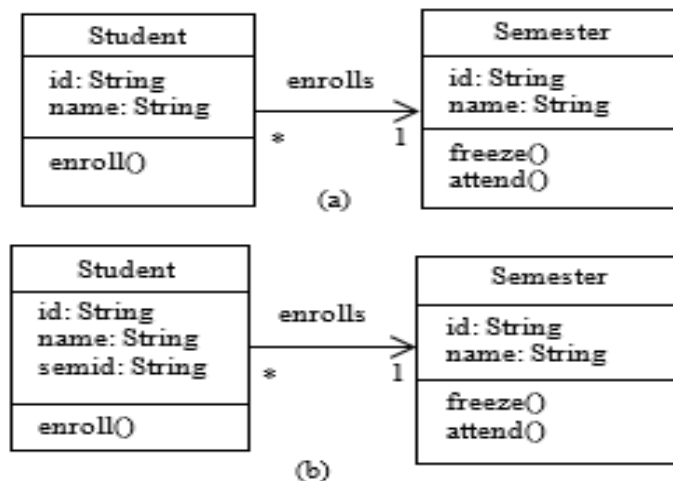 Student
id: String
name: String
enroll()
enrolls
*
1
Semester
id: String
name: String
freeze()
attend()
(a)
Student
id: String
name: String
semid: String
enroll()
enrolls
*
1
Semester
id: String
name: String
freeze()
attend()
(b)